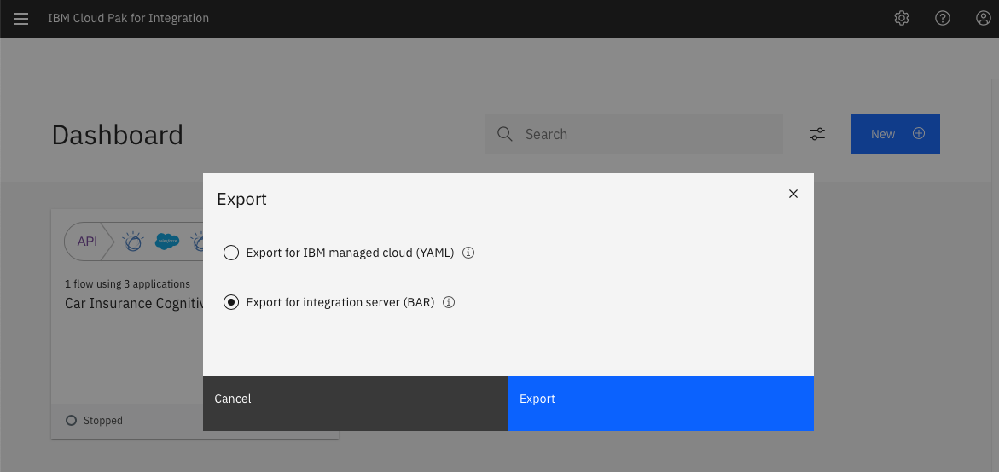 IBM Cloud Pak for Integration
Dashboard
Search
New
Export
API
salesforce
Export for IBM managed cloud (YAML)
1 flow using 3 applications
Export for integration server (BAR)
Car Insurance Cogniti
Cancel
Export
Stopped